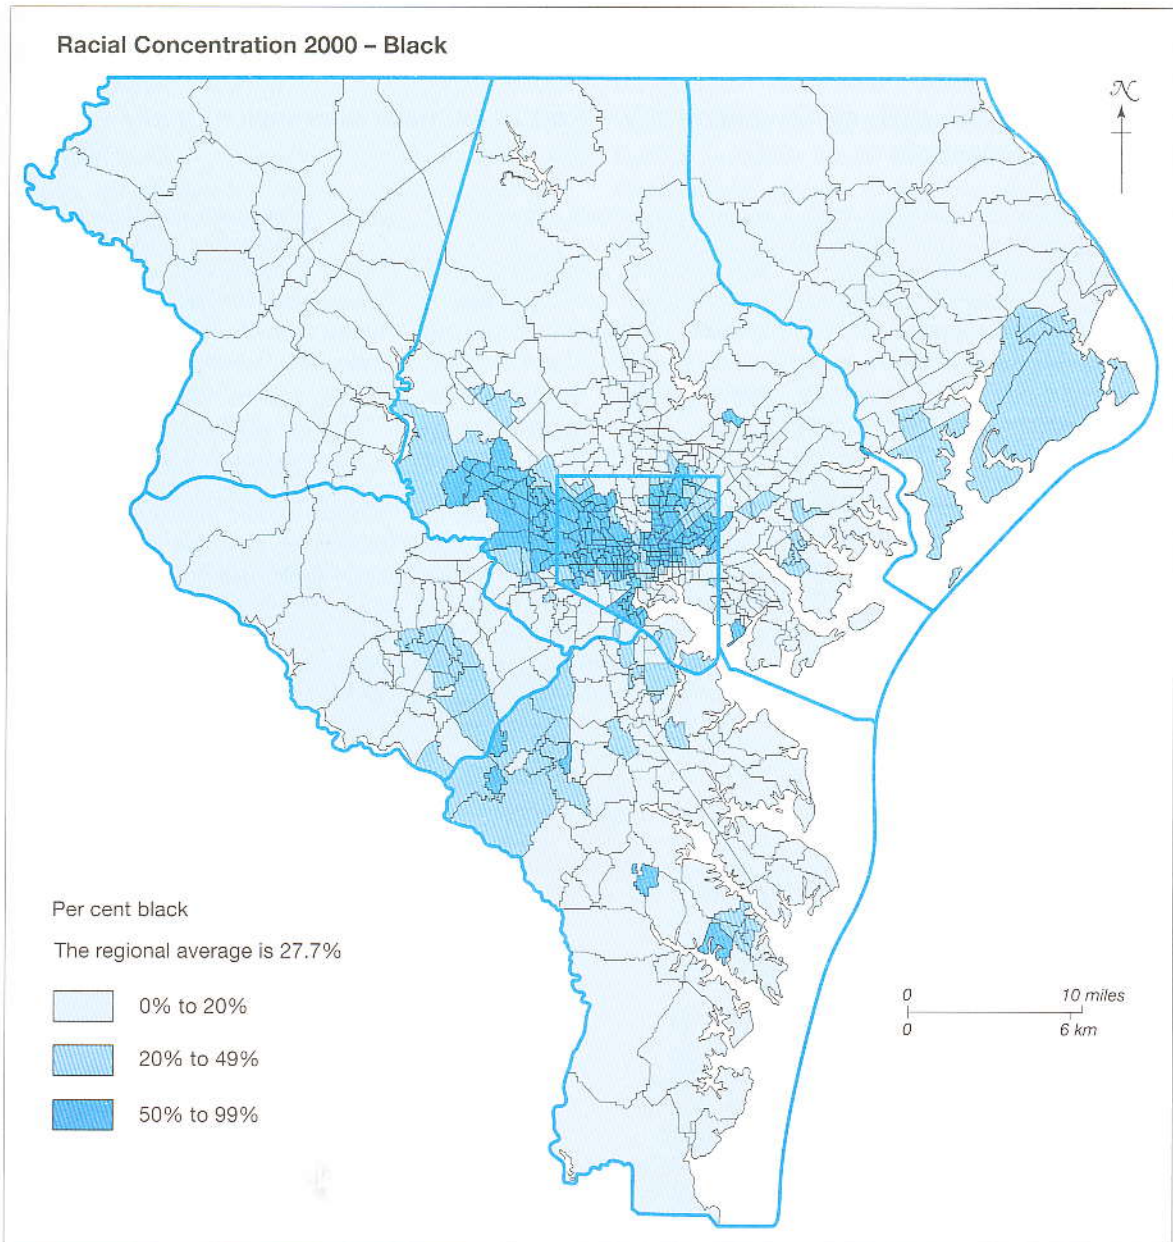 Racial Concentration 2000 – Black
N
Per cent black
The regional average is 27.7%
0% to 20%
20% to 49%
50% to 99%
0 10 miles
0 6 km